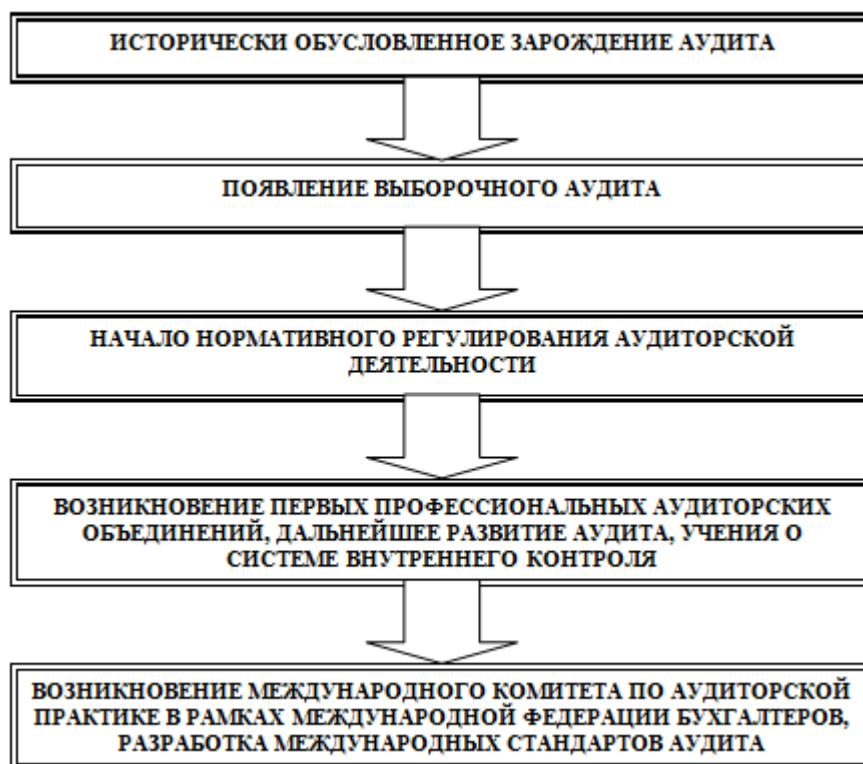 ИСТОРИЧЕСКИ ОБУСЛОВЛЕННОЕ ЗАРОЖДЕНИЕ АУДИТА
ПОЯВЛЕНИЕ ВЫБОРОЧНОГО АУДИТА
НАЧАЛО НОРМАТИВНОГО РЕГУЛИРОВАНИЯ АУДИТОРСКОЙ
ДЕЯТЕЛЬНОСТИ
ВОЗНИКНОВЕНИЕ ПЕРВЫХ ПРОФЕССИОНАЛЬНЫХ АУДИТОРСКИХ
ОБЪЕДИНЕНИЙ, ДАЛЬНЕЙШЕЕ РАЗВИТИЕ АУДИТА, УЧЕНИЯ О
СИСТЕМЕ ВНУТРЕННЕГО КОНТРОЛЯ
ВОЗНИКНОВЕНИЕ МЕЖДУНАРОДНОГО КОМИТЕТА ПО АУДИТОРСКОЙ
ПРАКТИКЕ В РАМКАХ МЕЖДУНАРОДНОЙ ФЕДЕРАЦИИ БУХГАЛТЕРОВ,
РАЗРАБОТКА МЕЖДУНАРОДНЫХ СТАНДАРТОВ АУДИТА